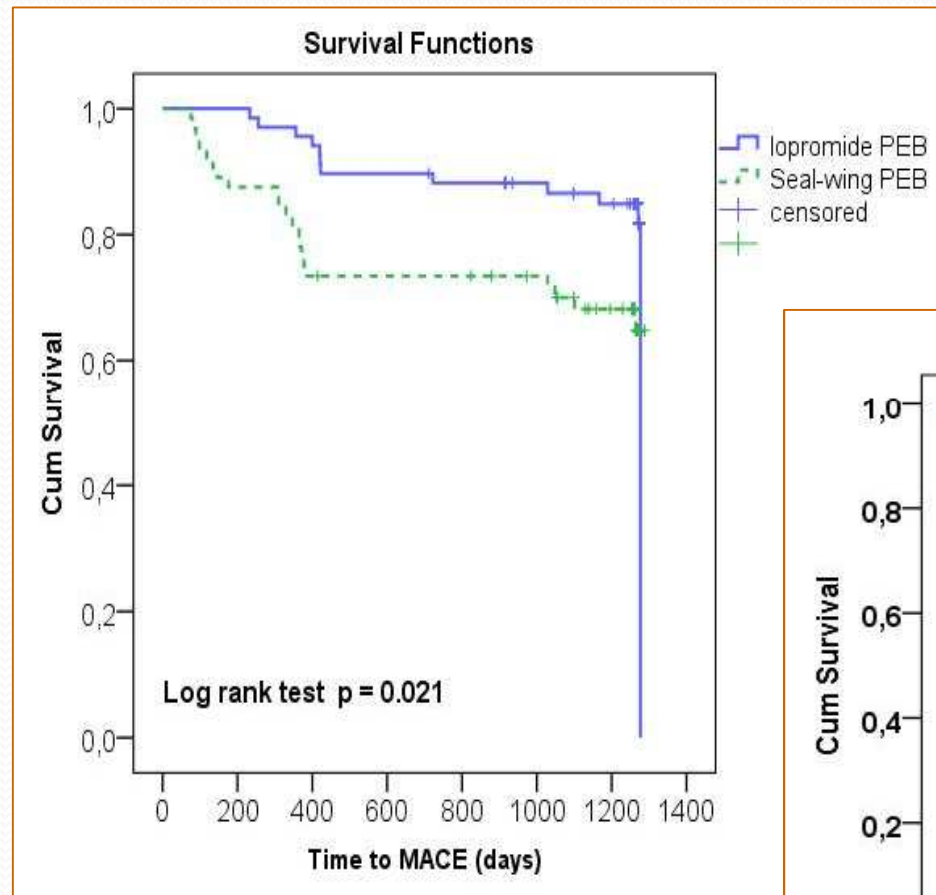 Survival Functions
1,0
0,8
0,6
0,4
0,2
0,0
Cum Survival
Log rank test p = 0.021
0 200 400 600 800 1000 1200 1400
Time to MACE (days)
Iopromide PEB
Seal-wing PEB
censored
1,0
0,8
0,6
0,4
0,2
Cum Survival